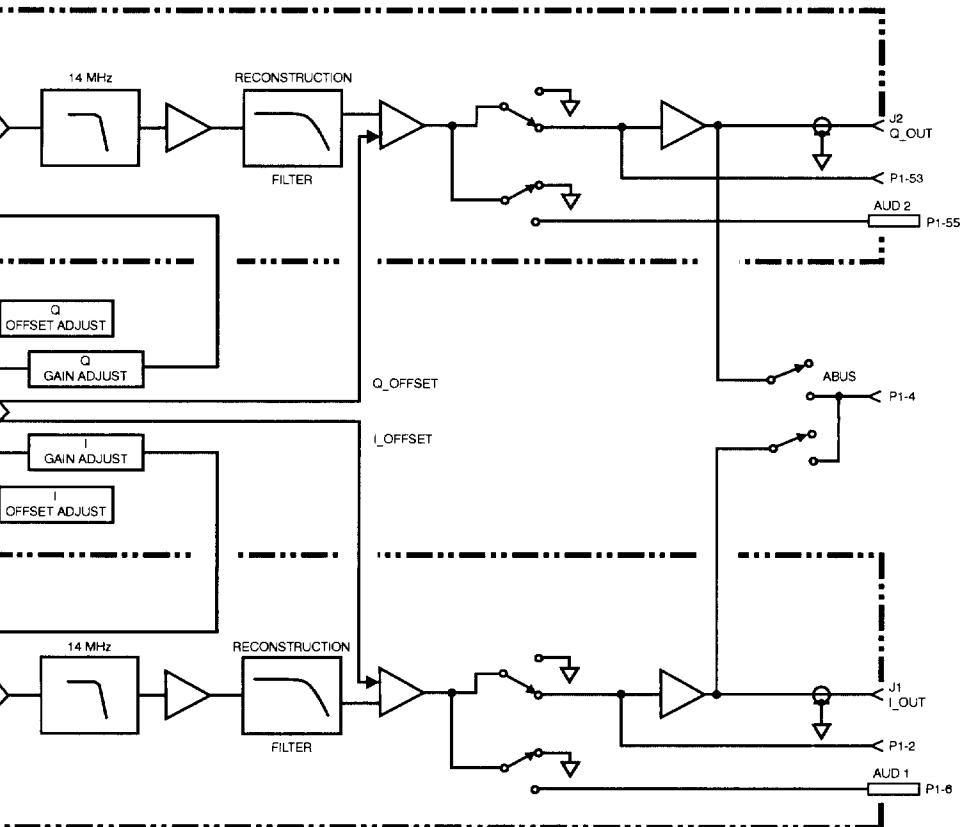 14 MHz
RECONSTRUCTION
FILTER
J2
Q_OUT
P1-53
AUD 2
P1-55
Q
OFFSET ADJUST
Q
GAIN ADJUST
Q_OFFSET
ABUS
P1-4
I_OFFSET
I
GAIN ADJUST
I
OFFSET ADJUST
14 MHz
RECONSTRUCTION
FILTER
J1
I_OUT
P1-2
AUD 1
P1-6